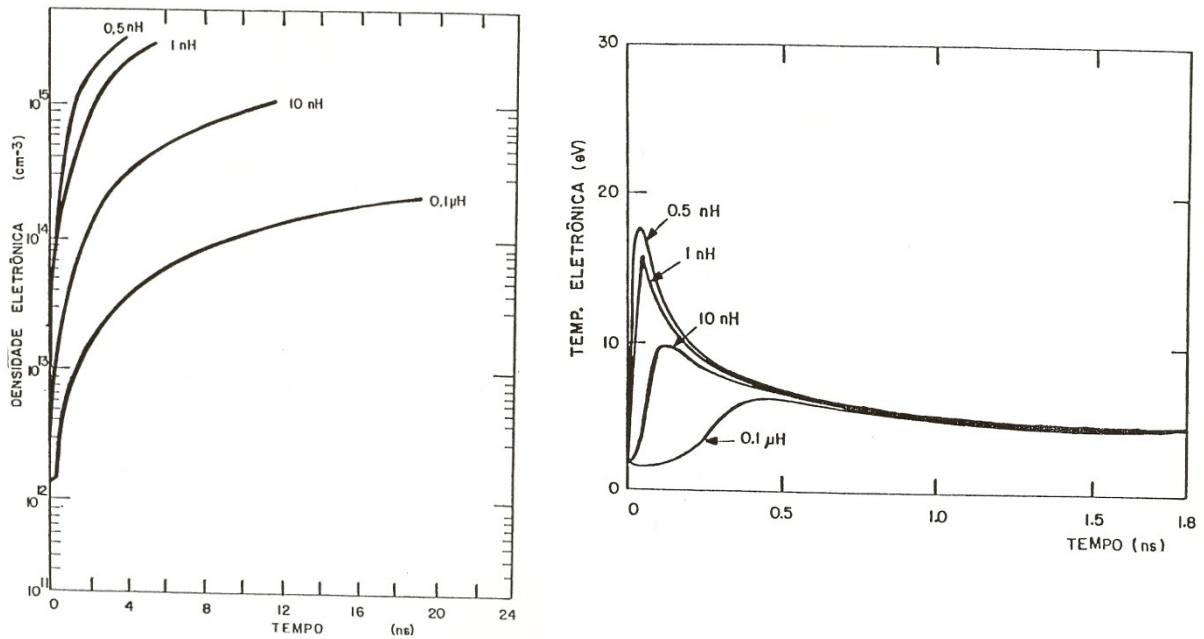 DENSIDADE ELETRÔNICA (cm-3)
10^15
10^14
10^13
10^12
10^11
0,5 nH
1 nH
10 nH
0,1µH
0 4 8 12 16 20 24
TEMPO (ns)
TEMP. ELETRÔNICA (eV)
30
20
10
0
0.5 nH
1 nH
10 nH
0.1 µH
0 0.5 1.0 1.5 1.8
TEMPO (ns)